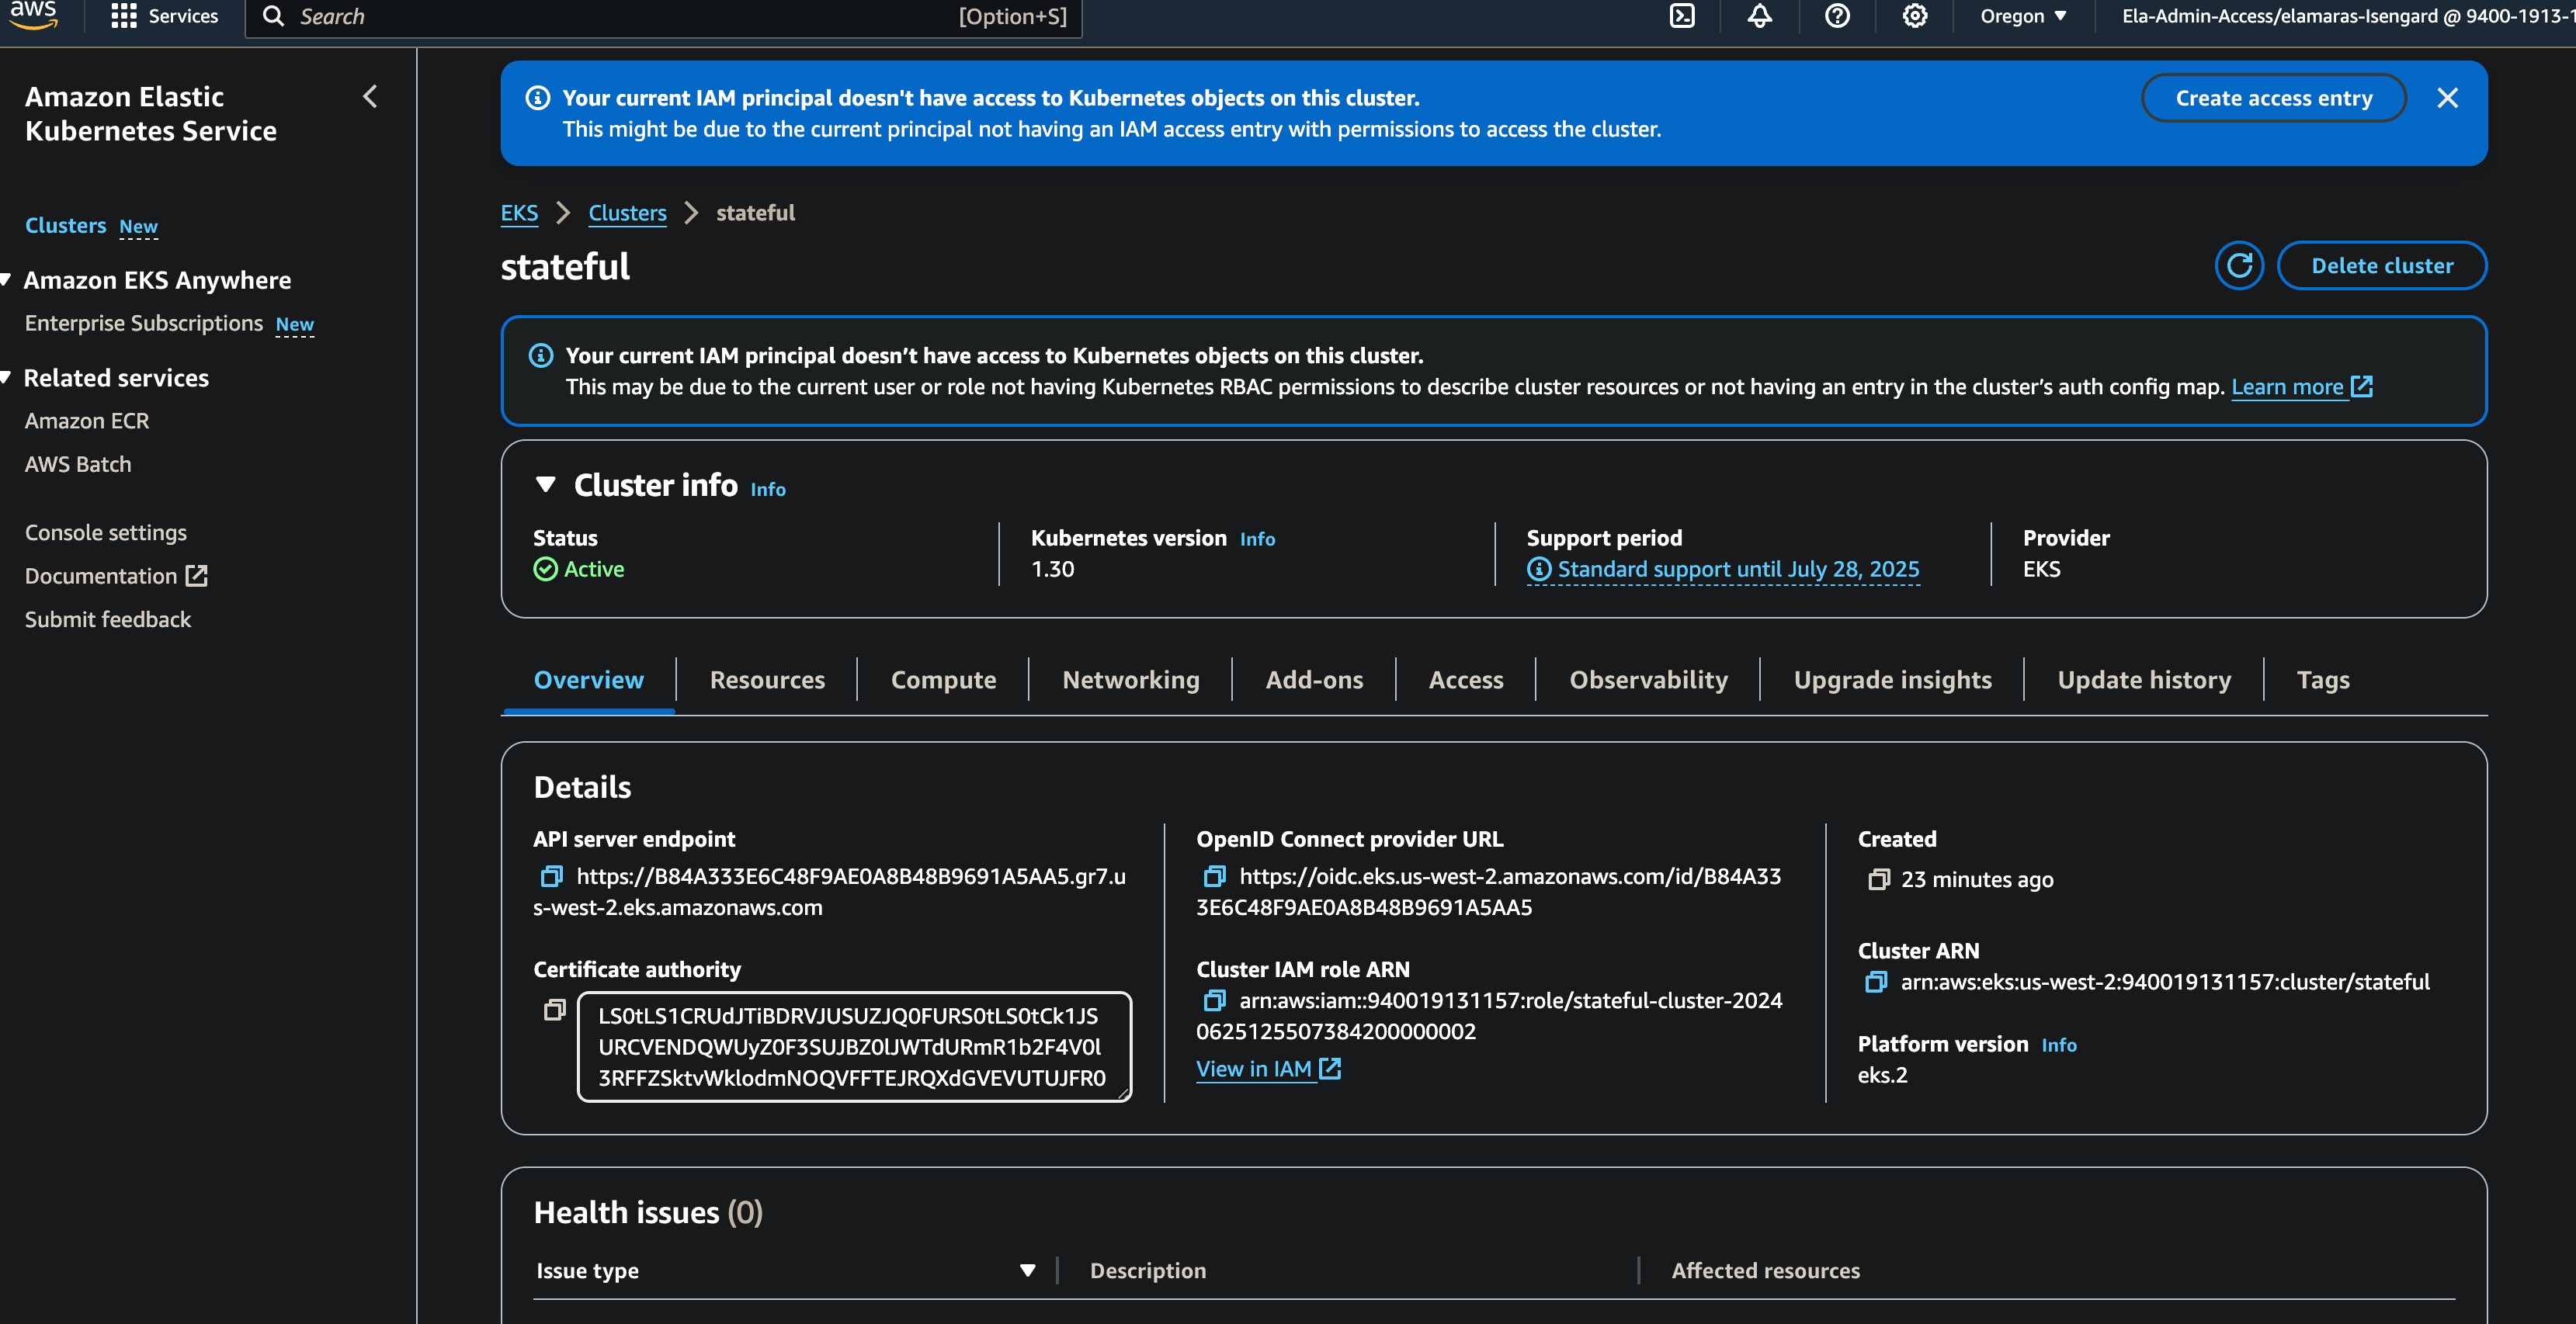 aws
Services
Search
[Option+S]
Oregon
Ela-Admin-Access/elamaras-Isengard @ 9400-1913-1
Amazon Elastic
Kubernetes Service
Clusters New
Amazon EKS Anywhere
Enterprise Subscriptions New
Related services
Amazon ECR
AWS Batch
Console settings
Documentation
Submit feedback
Your current IAM principal doesn't have access to Kubernetes objects on this cluster.
This might be due to the current principal not having an IAM access entry with permissions to access the cluster.
Create access entry
EKS > Clusters > stateful
stateful
Delete cluster
Your current IAM principal doesn’t have access to Kubernetes objects on this cluster.
This may be due to the current user or role not having Kubernetes RBAC permissions to describe cluster resources or not having an entry in the cluster’s auth config map. Learn more
Cluster info Info
Status
Active
Kubernetes version Info
1.30
Support period
Standard support until July 28, 2025
Provider
EKS
Overview
Resources
Compute
Networking
Add-ons
Access
Observability
Upgrade insights
Update history
Tags
Details
API server endpoint
https://B84A333E6C48F9AE0A8B48B9691A5AA5.gr7.u
s-west-2.eks.amazonaws.com
Certificate authority
LS0tLS1CRUdJTiBDRVJUSUZJQ0FURS0tLS0tCk1JS
URCVENDQWUyZ0F3SUJBZ0lJWTdURmR1b2F4V0l
3RFFZSktvWklodmNOQVFFTEJRQXdGVEVUTUJFR0
OpenID Connect provider URL
https://oidc.eks.us-west-2.amazonaws.com/id/B84A33
3E6C48F9AE0A8B48B9691A5AA5
Cluster IAM role ARN
arn:aws:iam::940019131157:role/stateful-cluster-2024
0625125507384200000002
View in IAM
Created
23 minutes ago
Cluster ARN
arn:aws:eks:us-west-2:940019131157:cluster/stateful
Platform version Info
eks.2
Health issues (0)
Issue type
Description
Affected resources